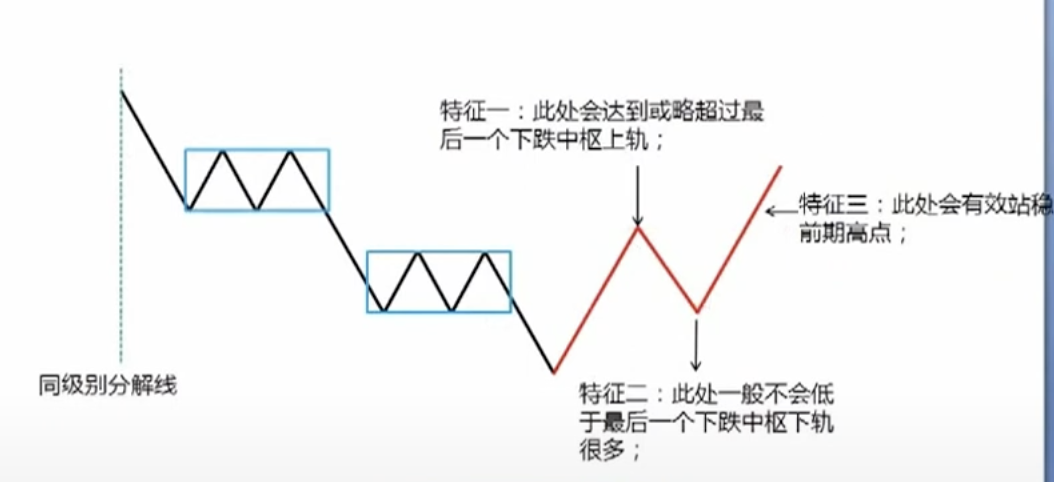 特征一：此处会达到或略超过最
后一个下跌中枢上轨；
特征三：此处会有效站稳
前期高点；
同级别分解线
特征二：此处一般不会低
于最后一个下跌中枢下轨
很多；